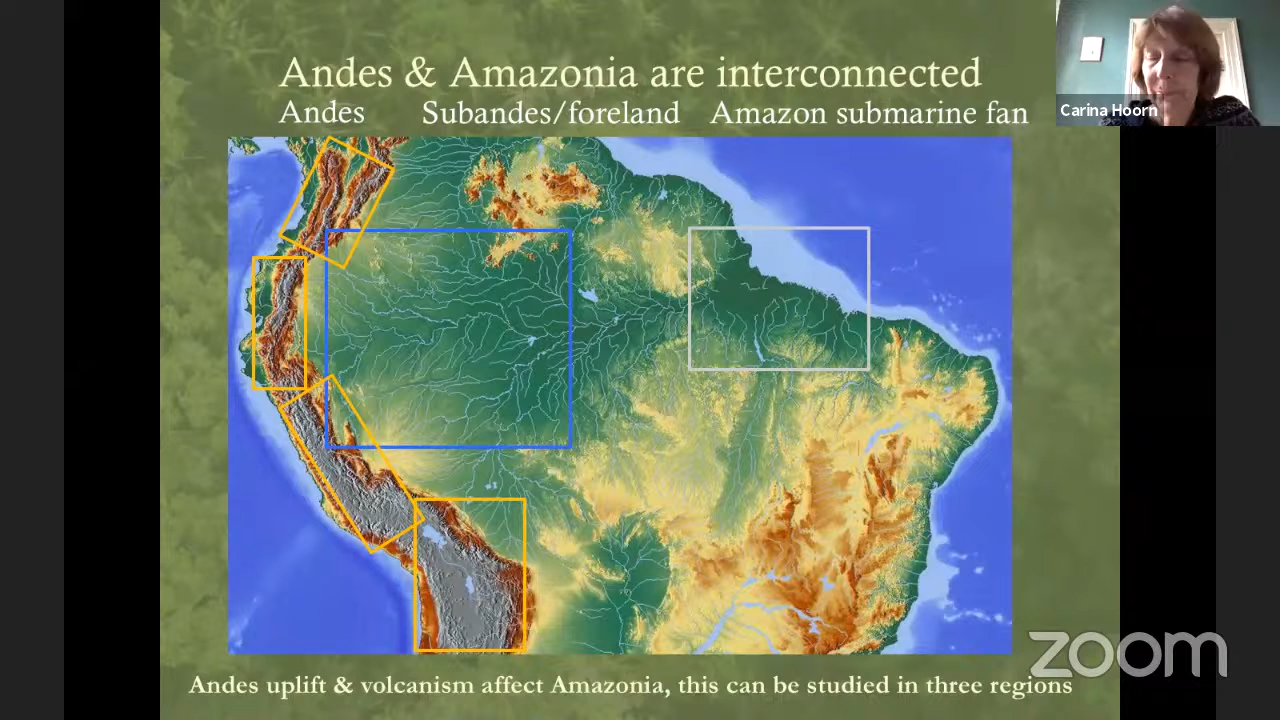 Andes & Amazonia are interconnected
Andes Subandes/foreland Amazon submarine fan
Carina Hoorn
zoom
Andes uplift & volcanism affect Amazonia, this can be studied in three regions